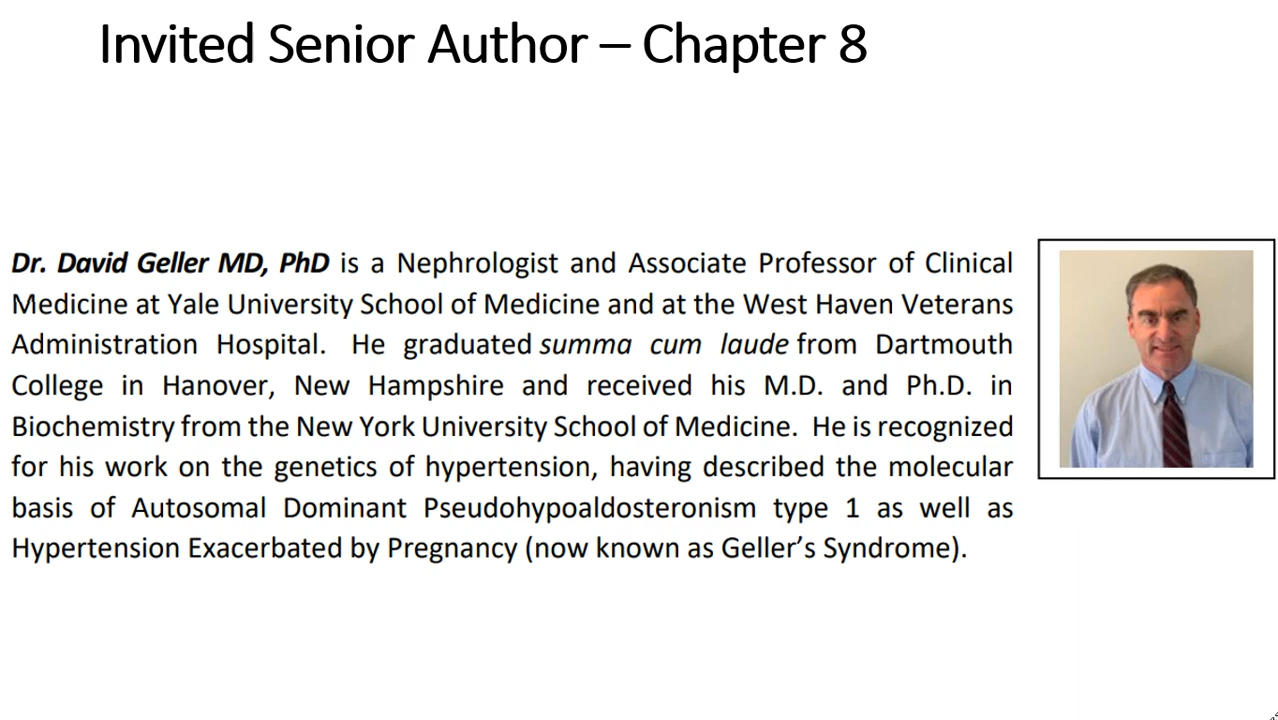 Invited Senior Author – Chapter 8
Dr. David Geller MD, PhD is a Nephrologist and Associate Professor of Clinical
Medicine at Yale University School of Medicine and at the West Haven Veterans
Administration Hospital. He graduated summa cum laude from Dartmouth
College in Hanover, New Hampshire and received his M.D. and Ph.D. in
Biochemistry from the New York University School of Medicine. He is recognized
for his work on the genetics of hypertension, having described the molecular
basis of Autosomal Dominant Pseudohypoaldosteronism type 1 as well as
Hypertension Exacerbated by Pregnancy (now known as Geller’s Syndrome).